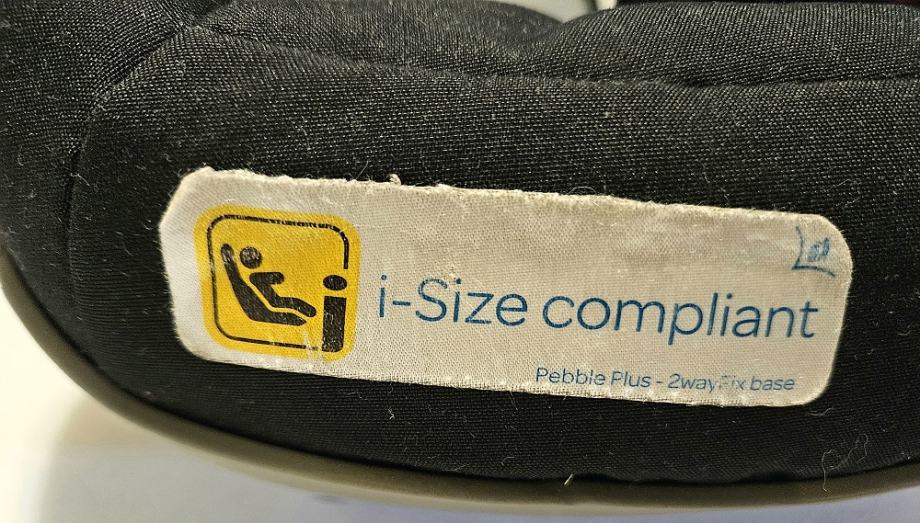 i-Size compliant
Pebble Plus - 2wayFix base